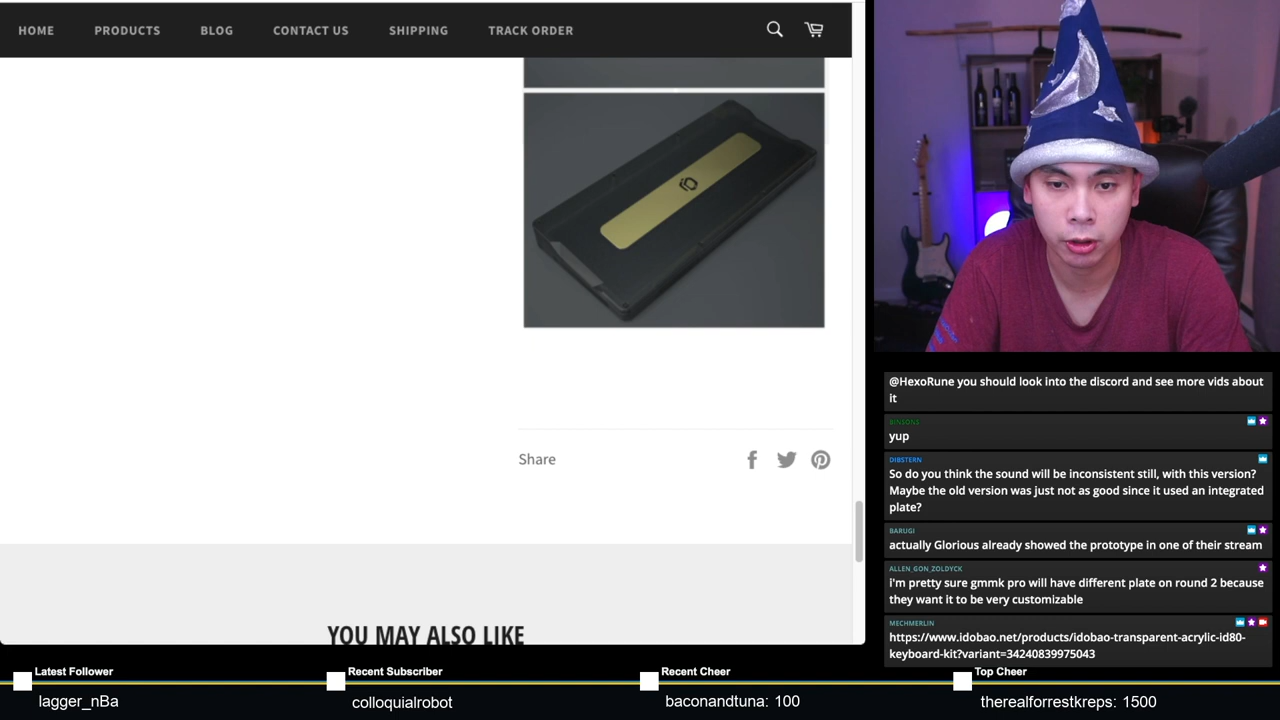 HOME PRODUCTS BLOG CONTACT US SHIPPING TRACK ORDER
Share
YOU MAY ALSO LIKE
@HexoRune you should look into the discord and see more vids about
it
BINSONS
yup
DIBSTERN
So do you think the sound will be inconsistent still, with this version?
Maybe the old version was just not as good since it used an integrated
plate?
BARUGI
actually Glorious already showed the prototype in one of their stream
ALLEN_GON_ZOLDYCK
i'm pretty sure gmmk pro will have different plate on round 2 because
they want it to be very customizable
MECHMERLIN
https://www.idobao.net/products/idobao-transparent-acrylic-id80-
keyboard-kit?variant=34240839975043
Latest Follower
lagger_nBa
Recent Subscriber
colloquialrobot
Recent Cheer
baconandtuna: 100
Top Cheer
therealforrestkreps: 1500